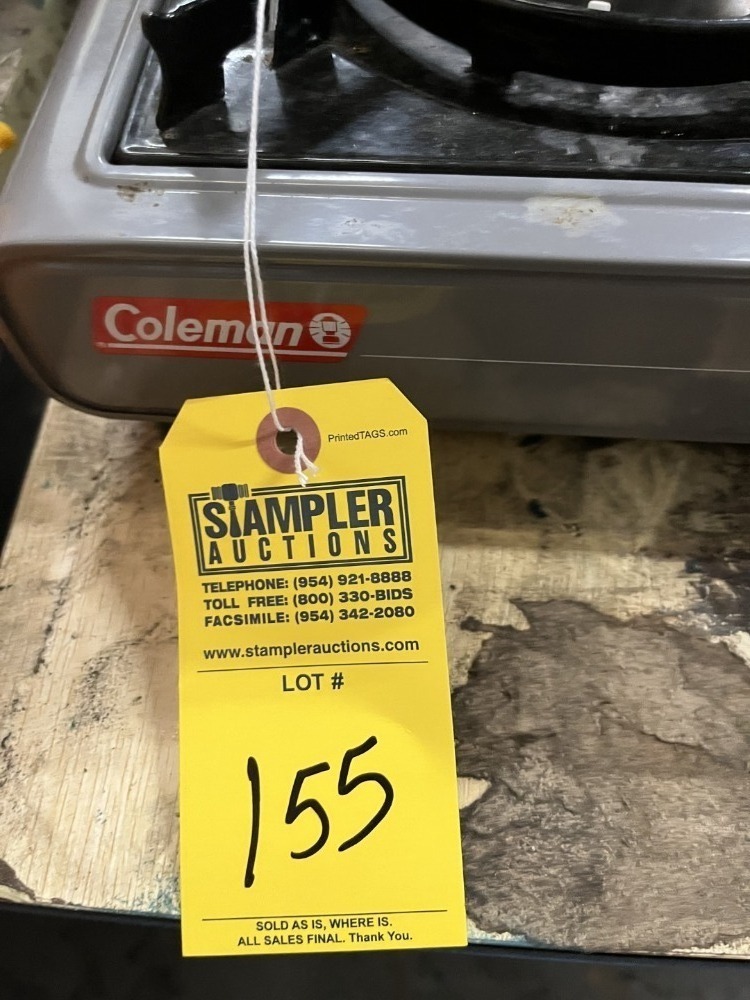 Coleman
PrintedTAGS.com
STAMPLER
AUCTIONS
TELEPHONE: (954) 921-8888
TOLL FREE: (800) 330-BIDS
FACSIMILE: (954) 342-2080
www.stamplerauctions.com
LOT #
155
SOLD AS IS, WHERE IS.
ALL SALES FINAL. Thank You.